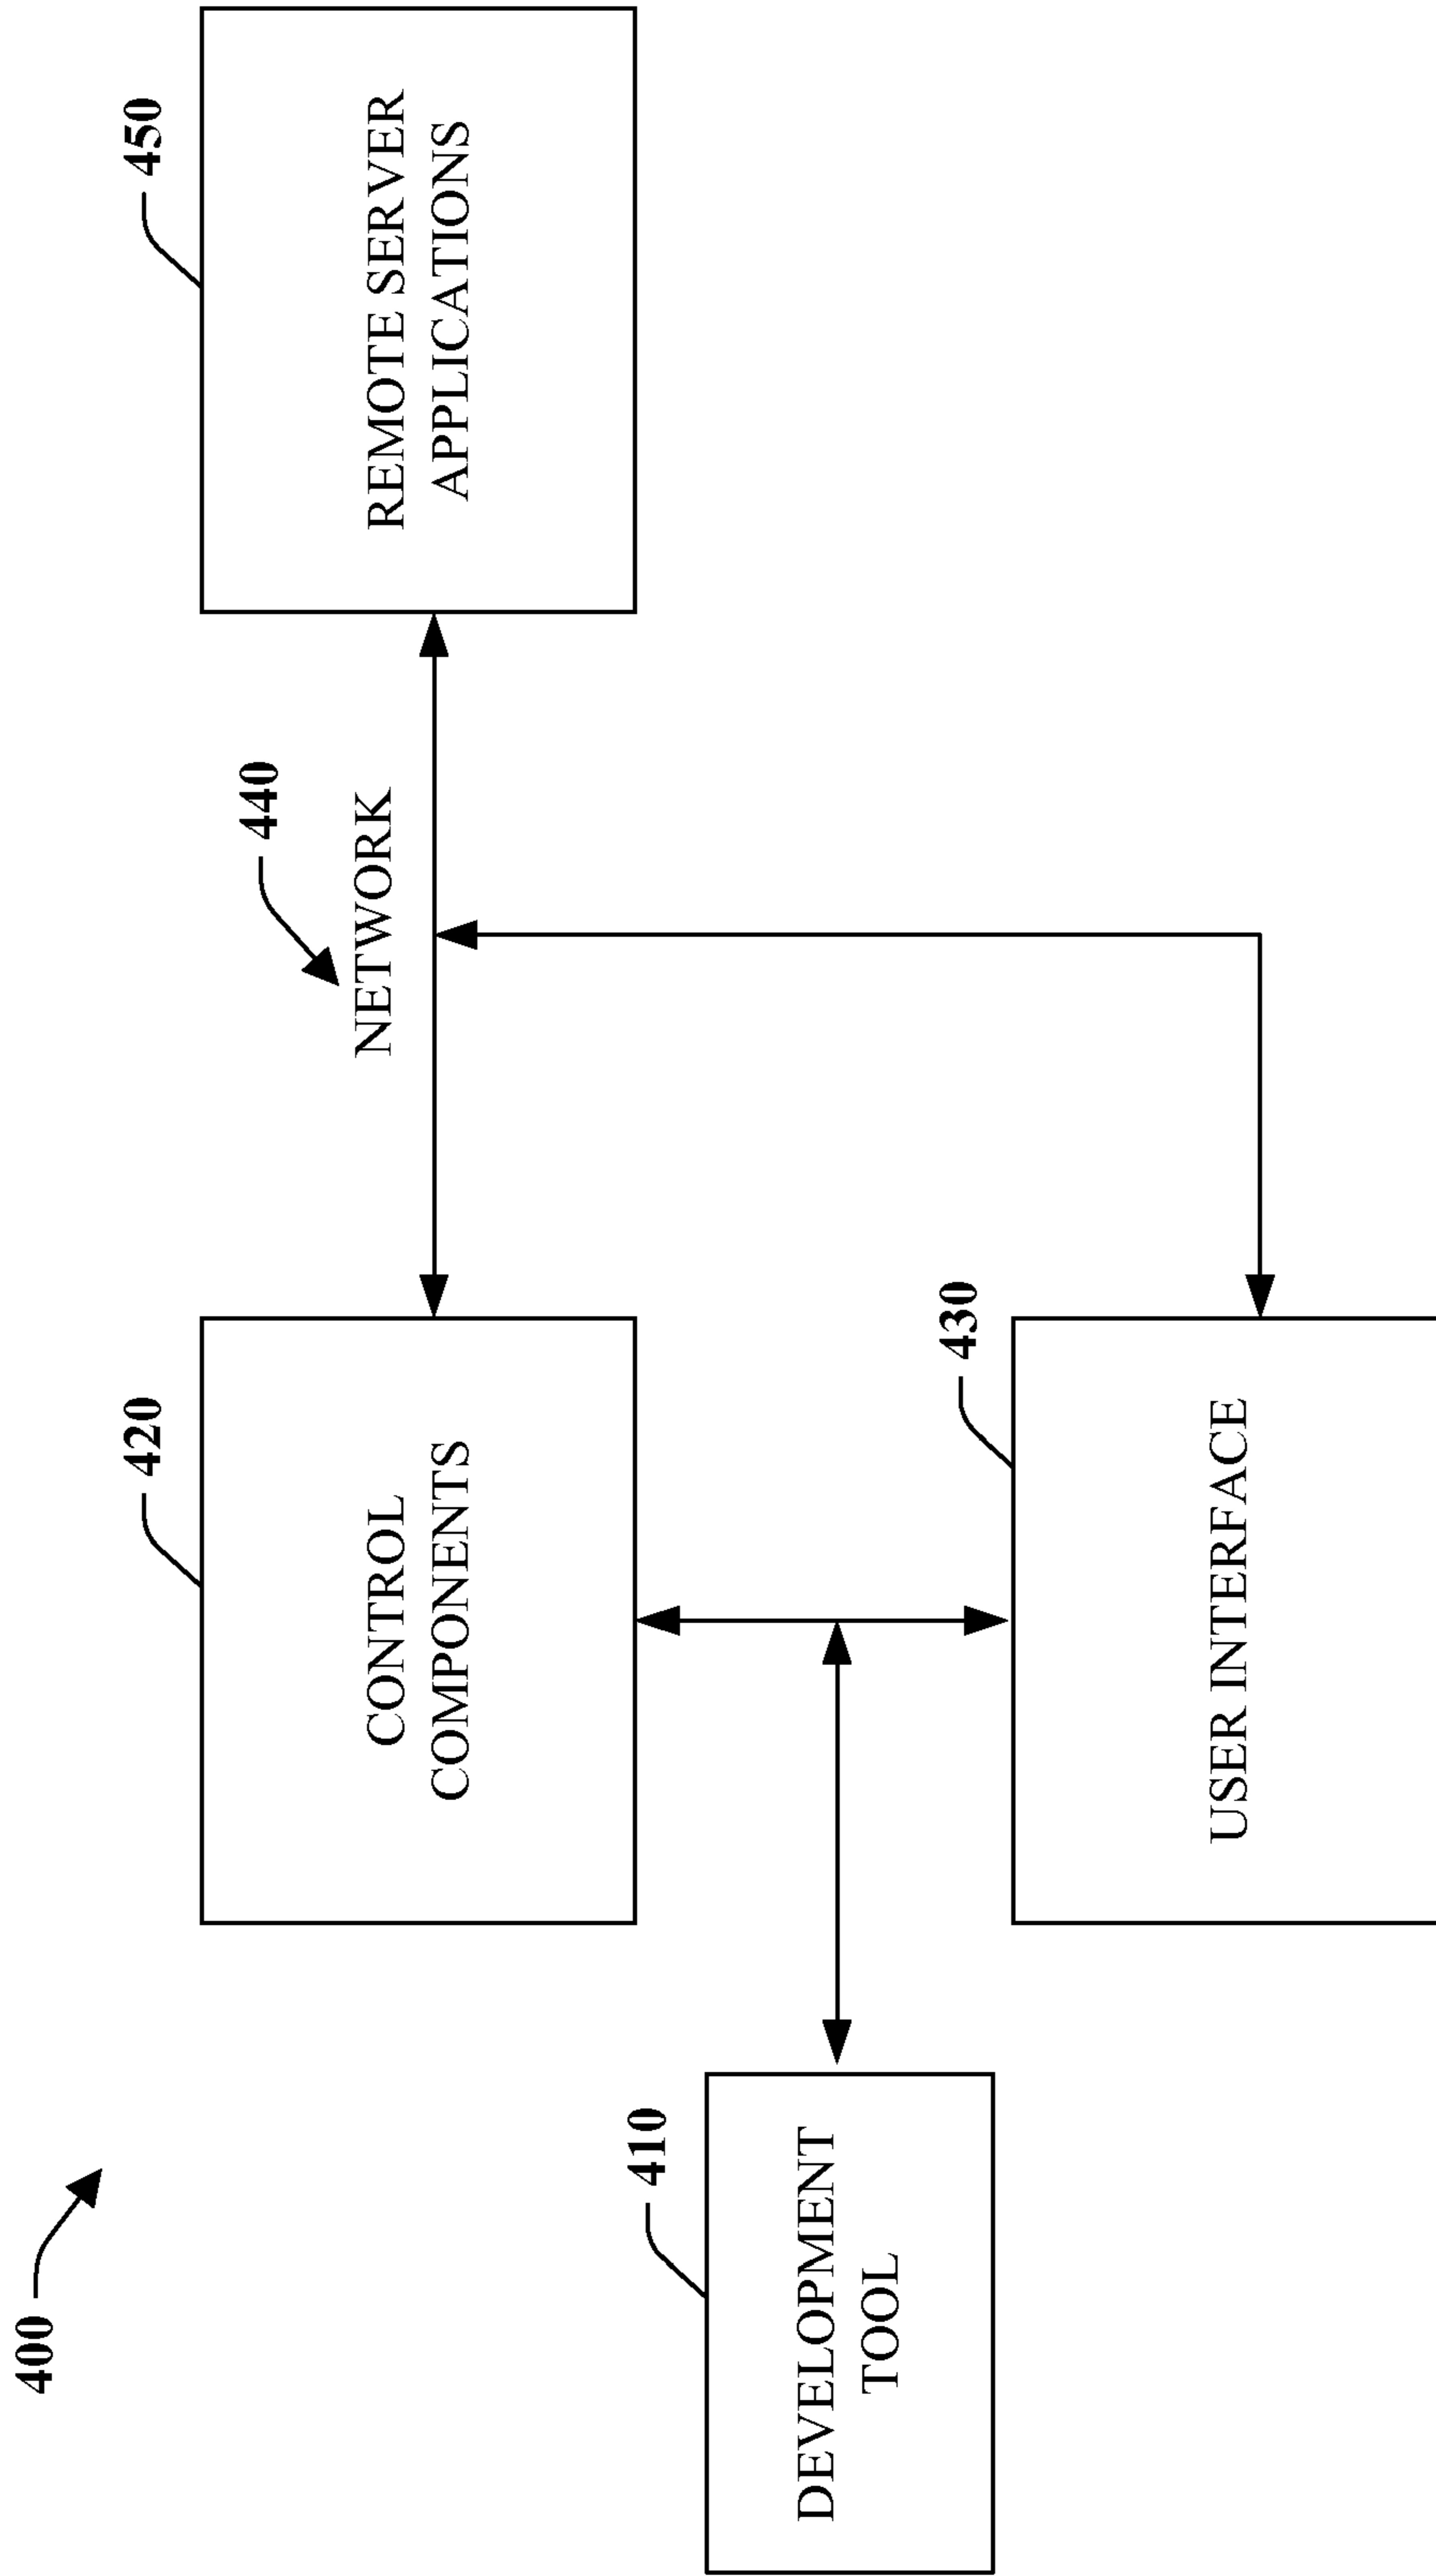 400
420
CONTROL
COMPONENTS
440
NETWORK
450
REMOTE SERVER
APPLICATIONS
410
DEVELOPMENT
TOOL
430
USER INTERFACE